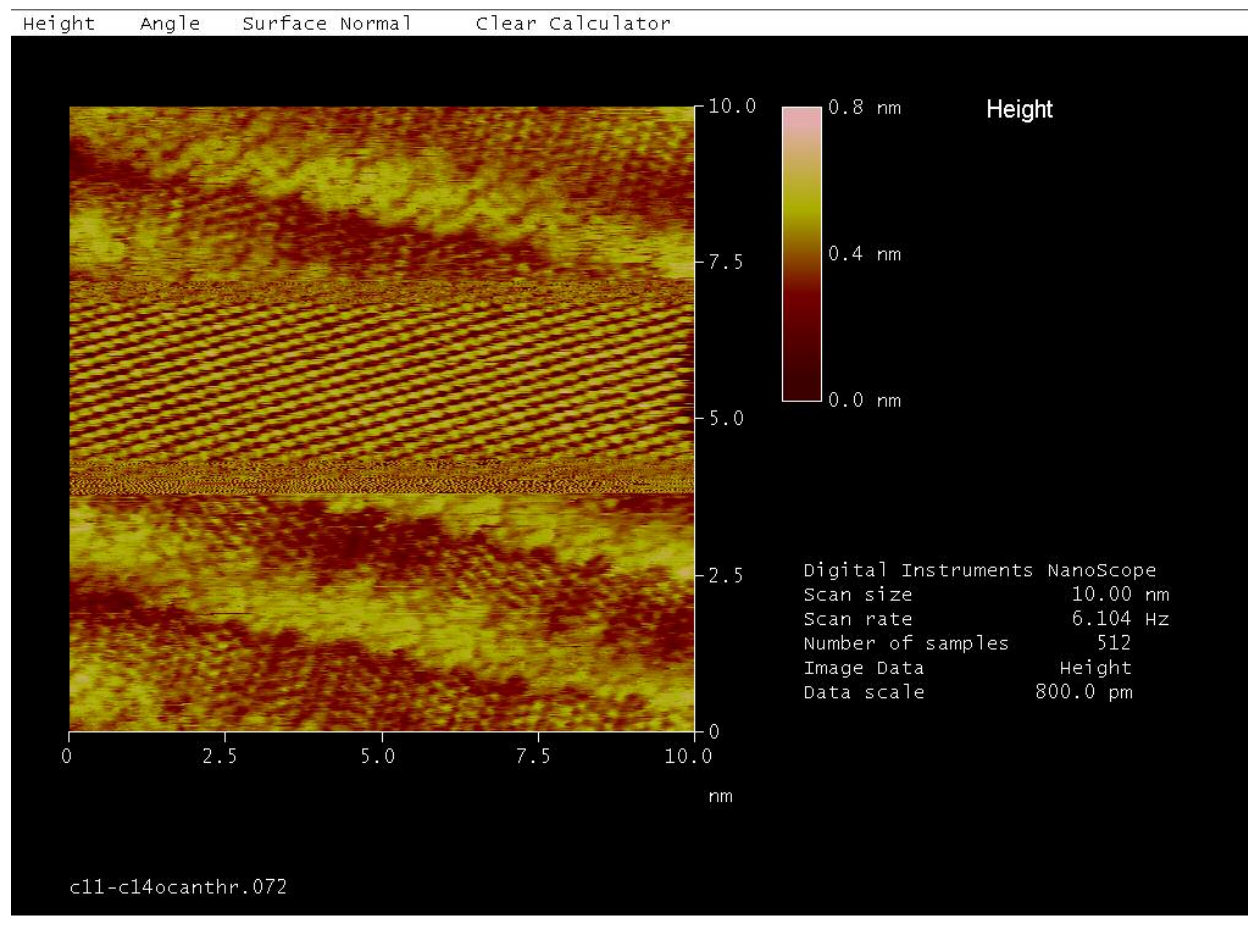 Height Angle Surface Normal Clear Calculator
10.0
7.5
5.0
2.5
0
0 2.5 5.0 7.5 10.0
nm
0.8 nm
0.4 nm
0.0 nm
Height
Digital Instruments NanoScope
Scan size 10.00 nm
Scan rate 6.104 Hz
Number of samples 512
Image Data Height
Data scale 800.0 pm
c11-c14ocanthr.072